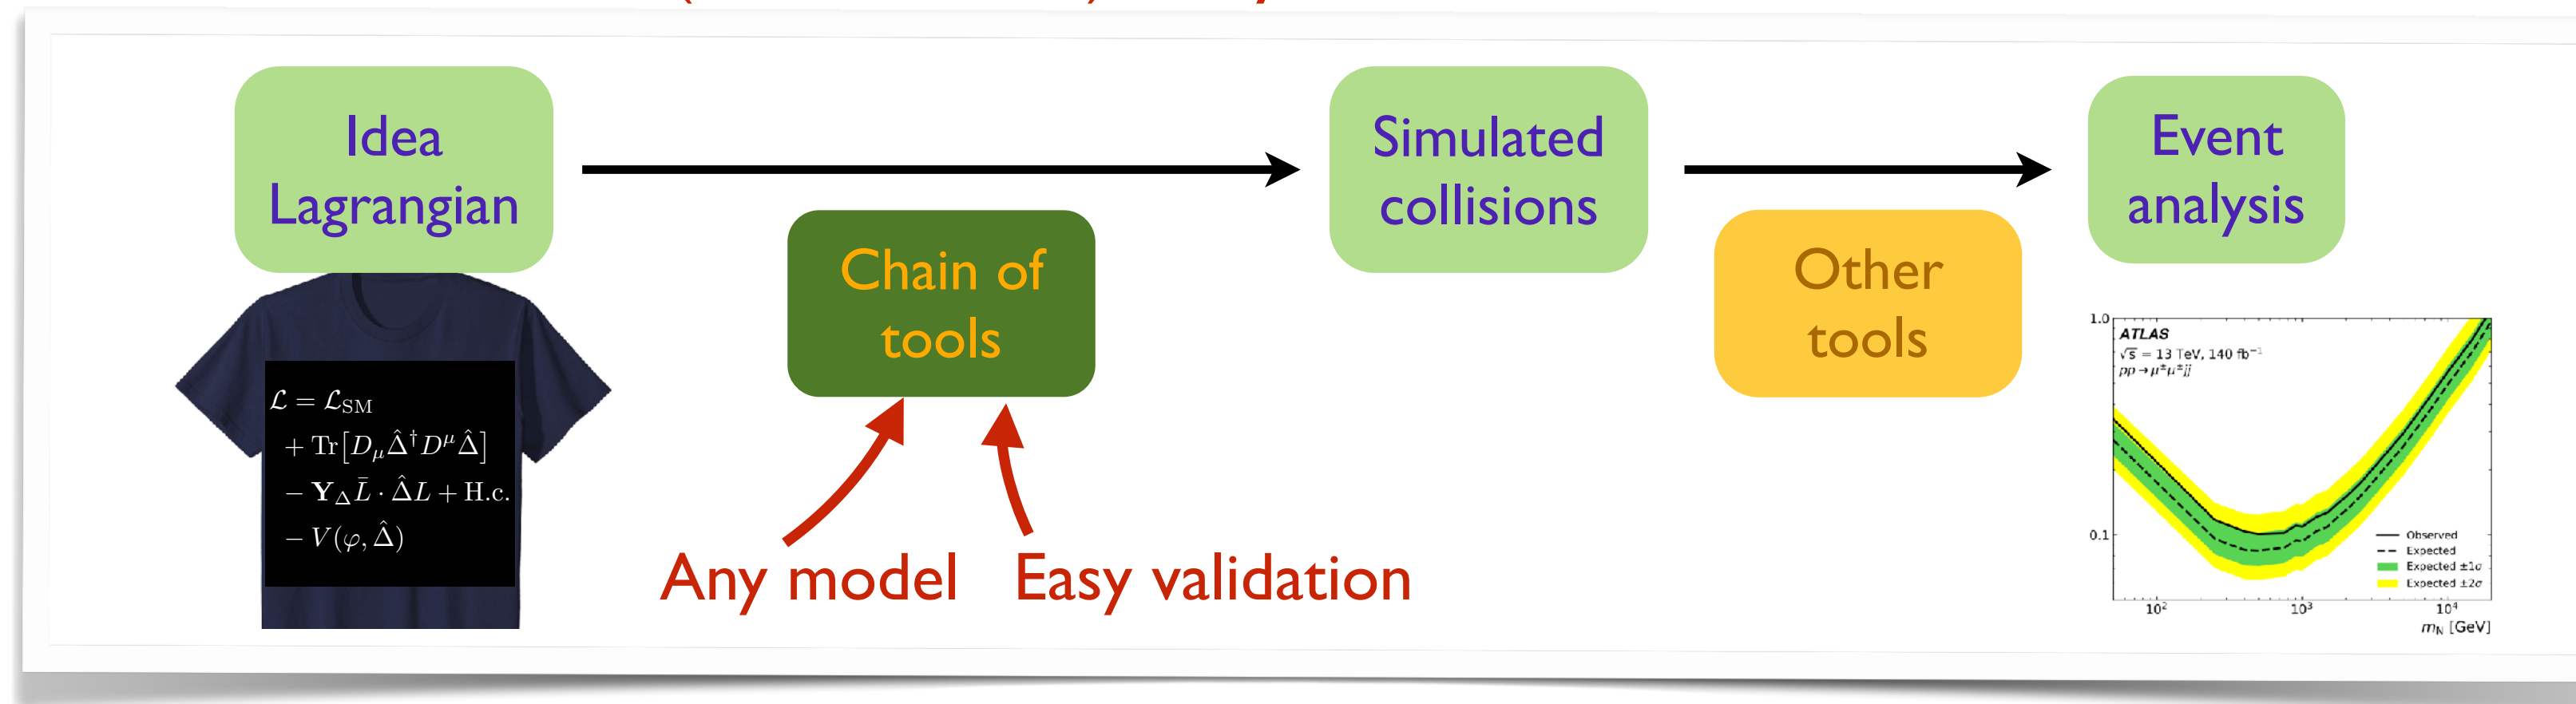 Idea
Lagrangian
Simulated
collisions
Event
analysis
Chain of
tools
Other
tools
ℒ = ℒ_SM
+ Tr[D_μ Δ̂† D^μ Δ̂]
− Y_Δ L̄ · Δ̂ L + H.c.
− V(φ, Δ̂)
Any model
Easy validation
1.0
0.1
ATLAS
√s = 13 TeV, 140 fb⁻¹
pp → μ±μ±jj
Observed
Expected
Expected ±1σ
Expected ±2σ
10² 10³ 10⁴
m_N [GeV]